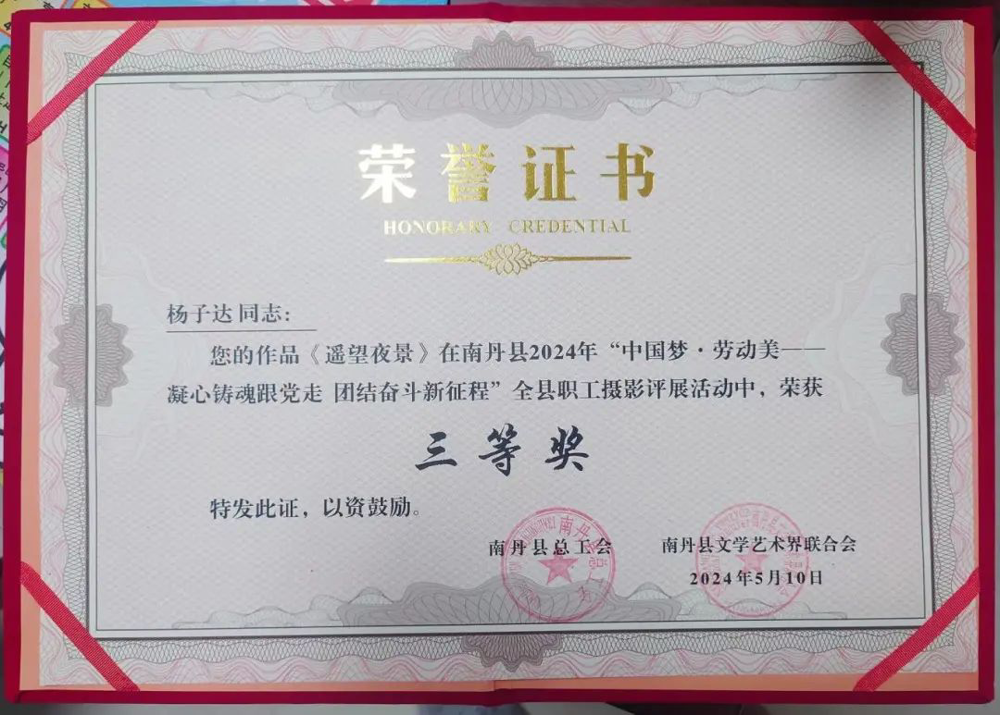 荣誉证书
HONORARY CREDENTIAL
杨子达 同志：
您的作品《遥望夜景》在南丹县2024年“中国梦·劳动美——
凝心铸魂跟党走 团结奋斗新征程”全县职工摄影评展活动中，荣获
三等奖
特发此证，以资鼓励。
南丹县总工会 南丹县文学艺术界联合会
2024年5月10日